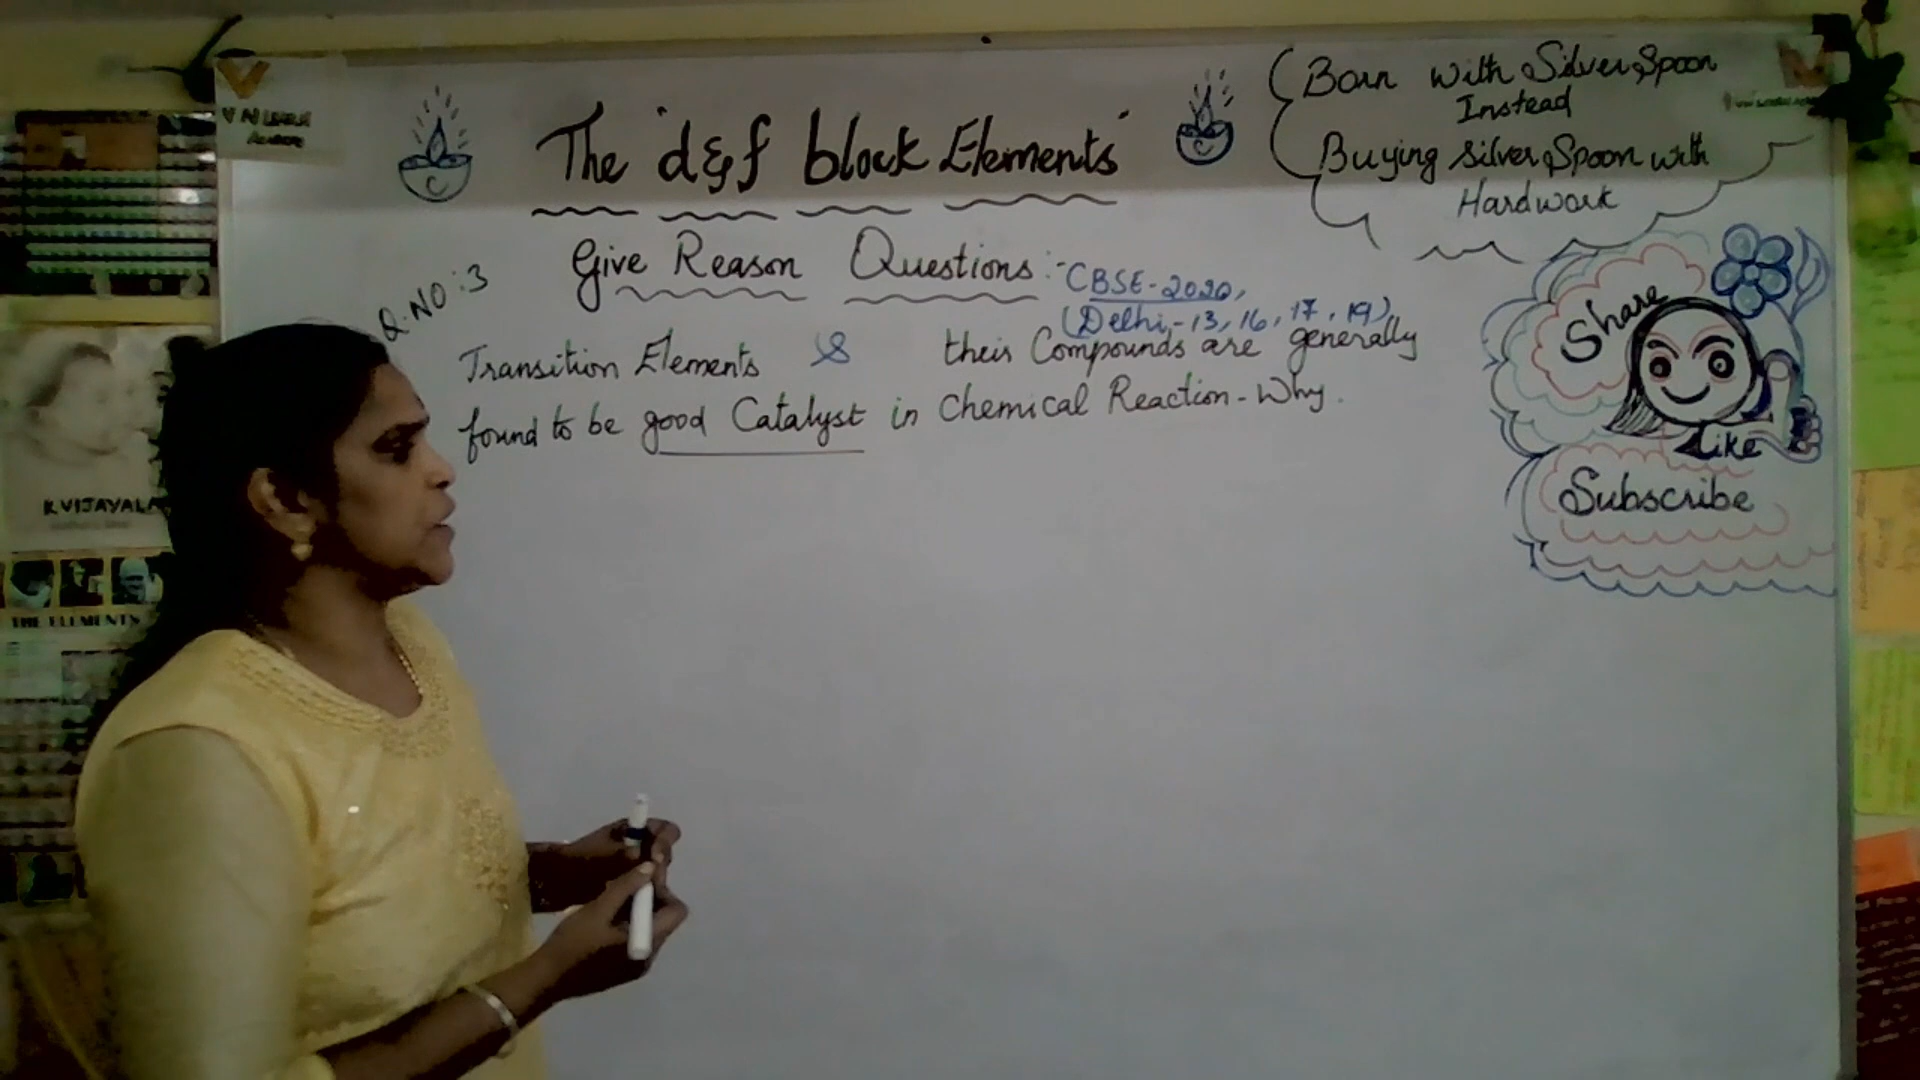 The "d & f block Elements"
Born with Silver Spoon
Instead
Buying Silver Spoon with
Hardwork
Give Reason Questions :-
CBSE-2020,
(Delhi-13, 16, 17, 19)
Q.NO:3
Transition Elements & their Compounds are generally
found to be good Catalyst in Chemical Reaction - Why.
Share
Like
Subscribe
K VIJAYALA
THE ELEMENTS